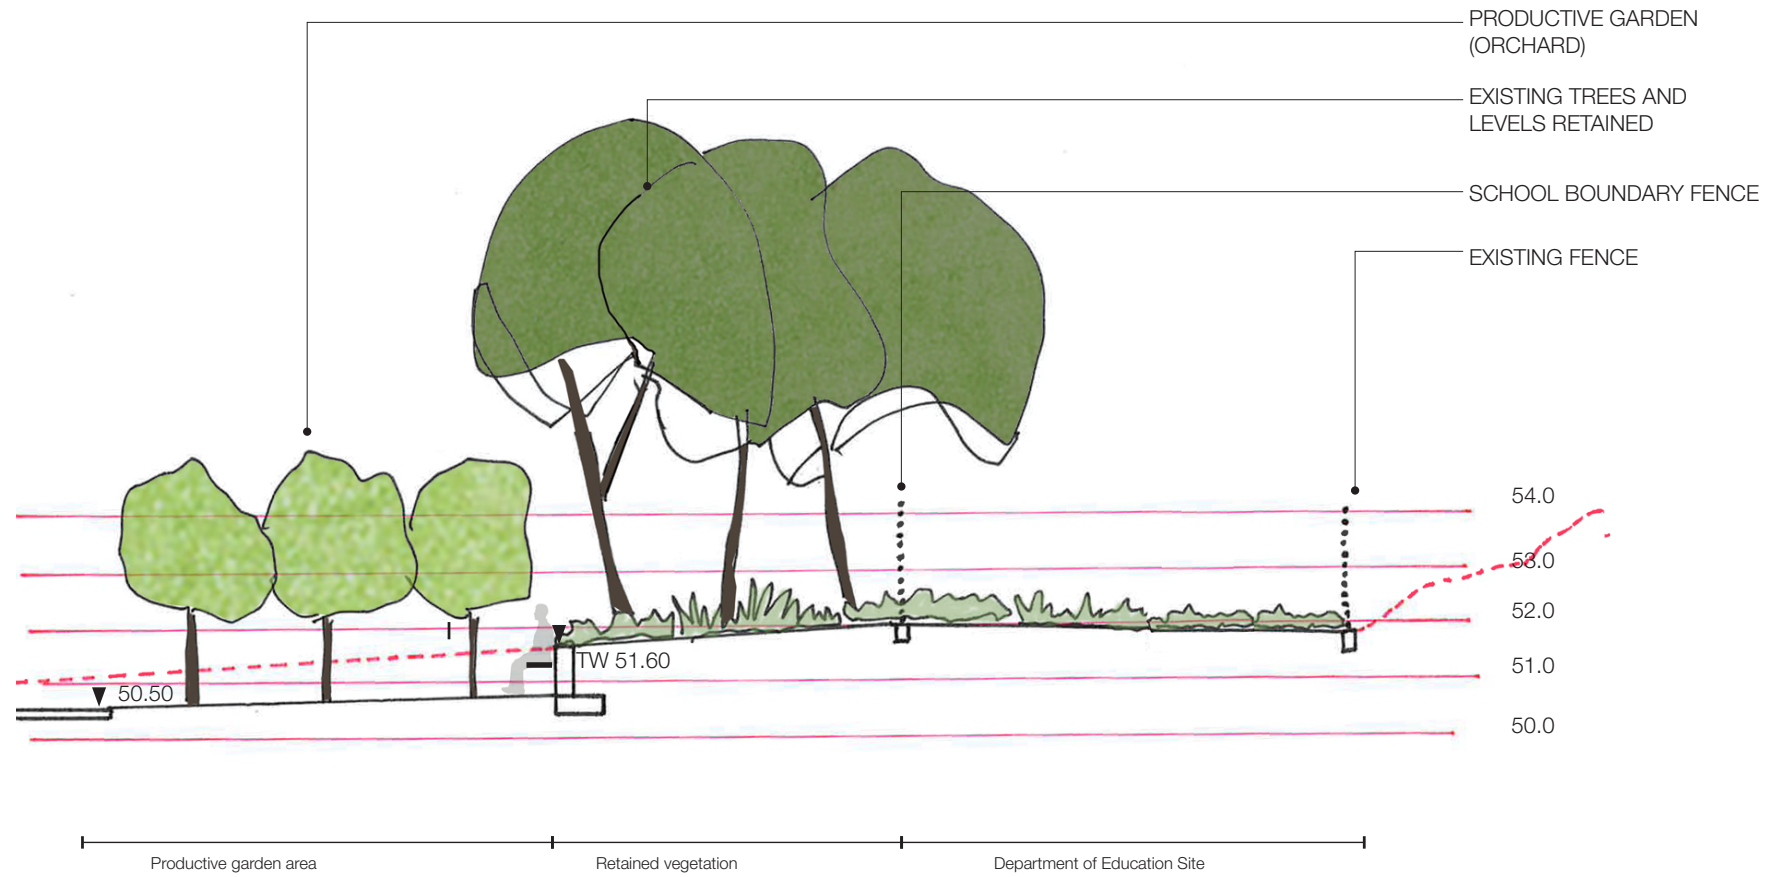 PRODUCTIVE GARDEN
(ORCHARD)
EXISTING TREES AND
LEVELS RETAINED
SCHOOL BOUNDARY FENCE
EXISTING FENCE
54.0
53.0
52.0
TW 51.60
51.0
50.50
50.0
Productive garden area
Retained vegetation
Department of Education Site